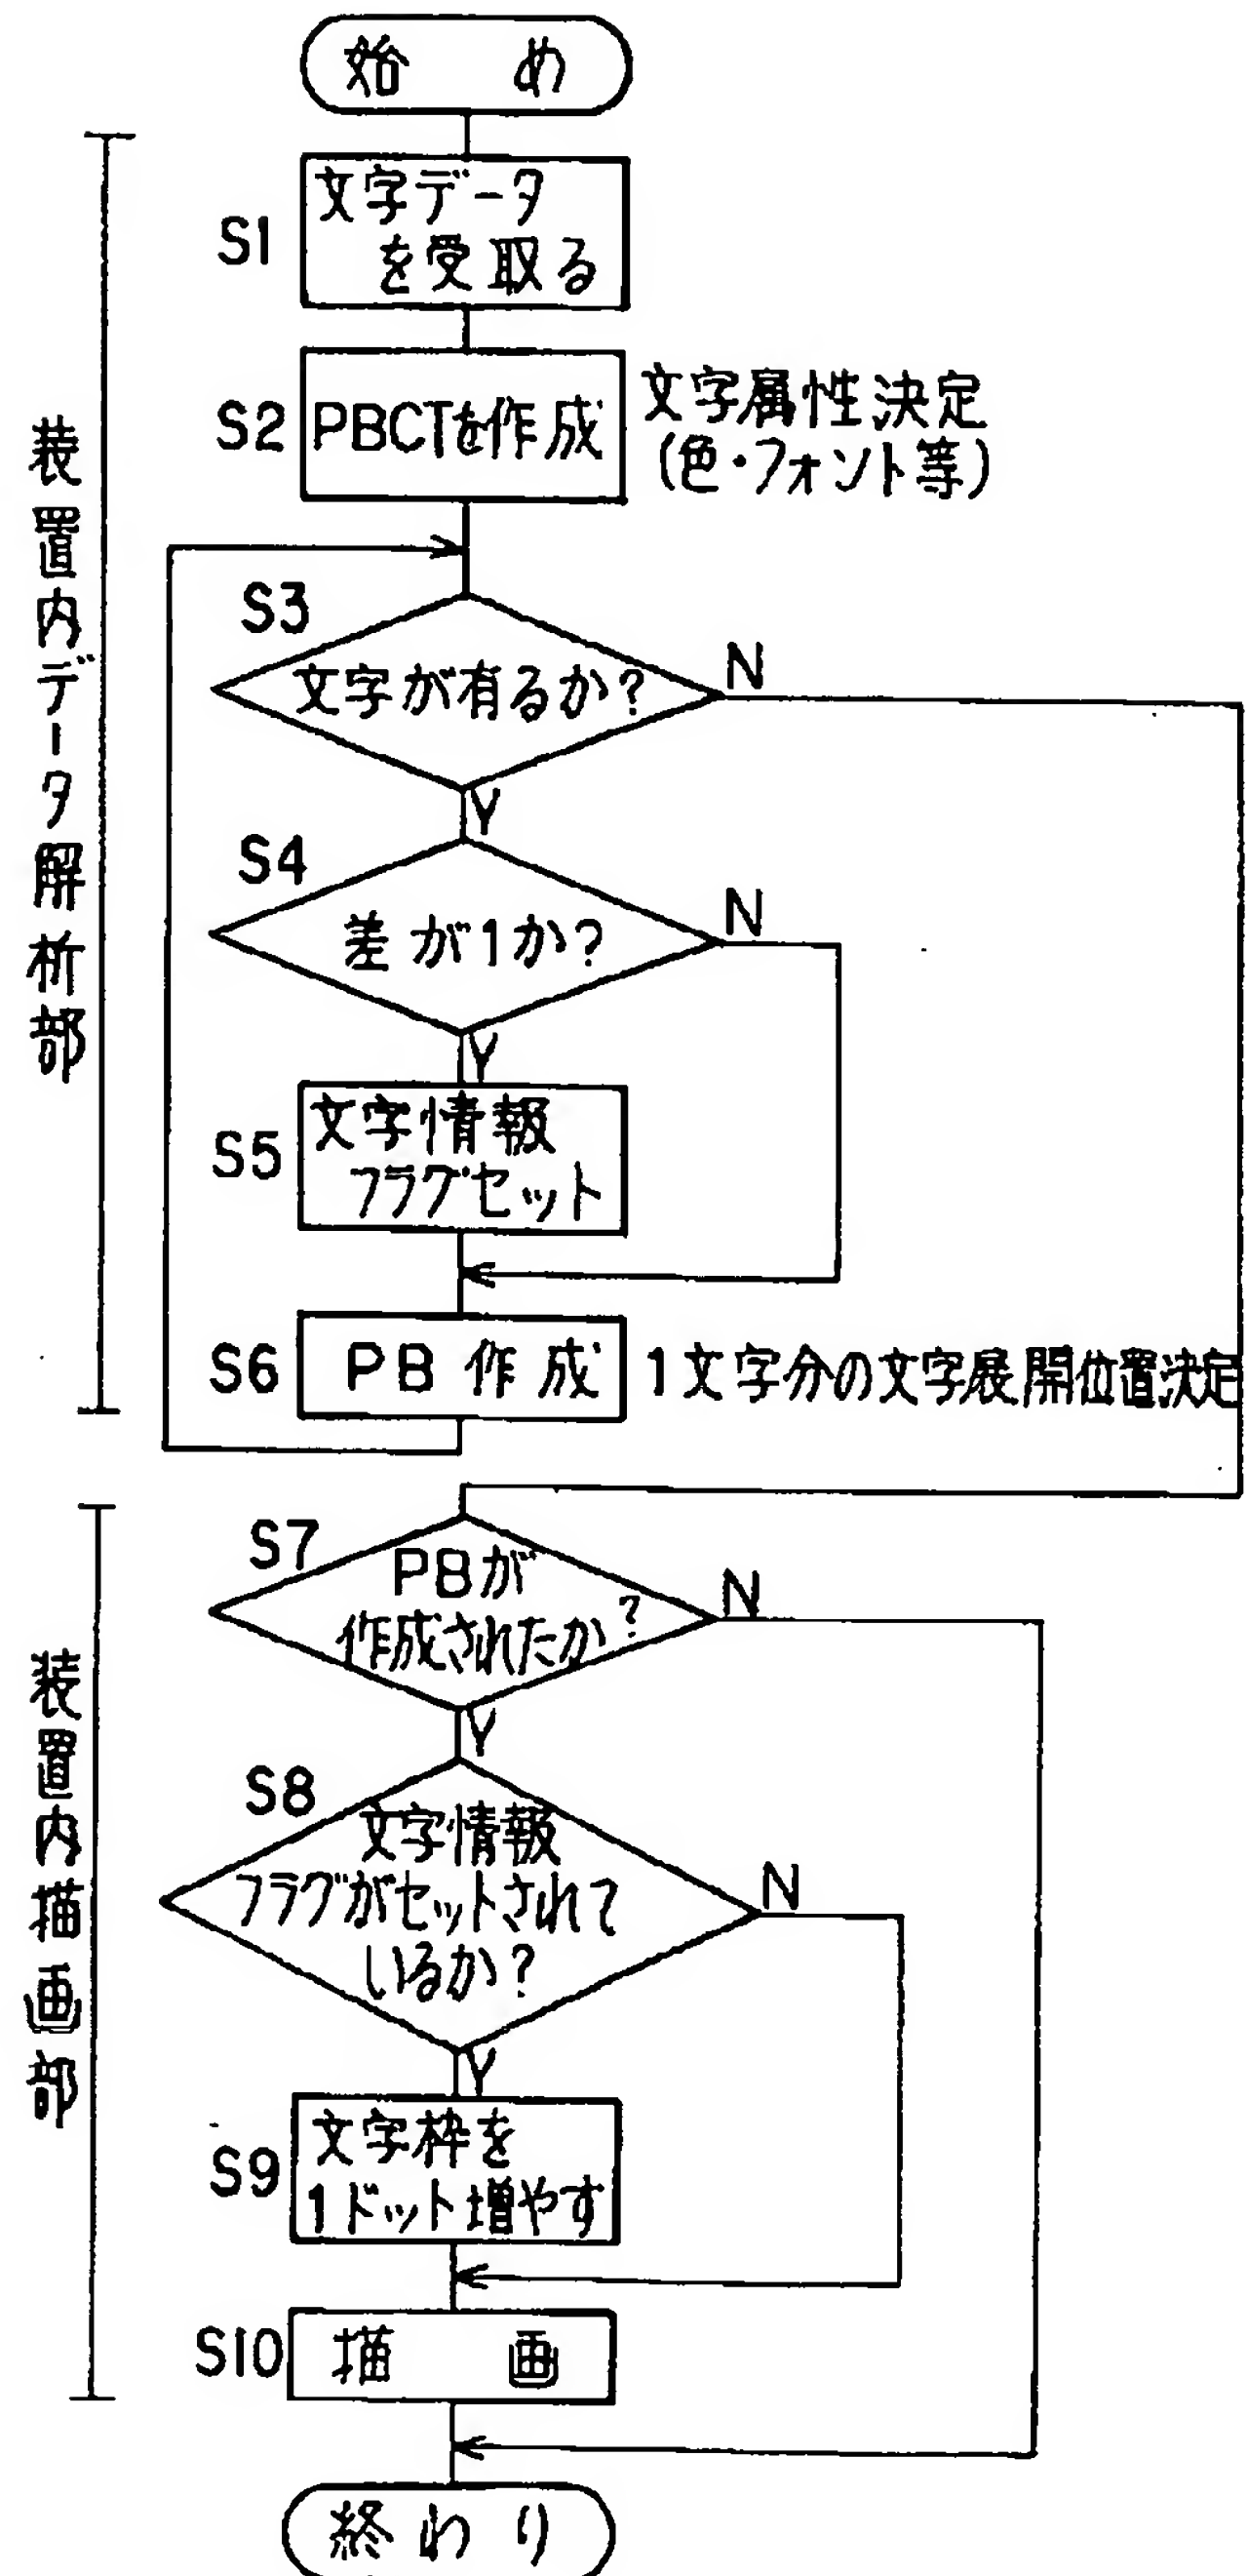 始め
文字データ
S1
を受取る
S2
PBCTを作成
文字属性決定
(色・フォント等)
S3
文字が有るか?
N
Y
S4
差が1か?
N
Y
S5
文字情報
フラグセット
S6
PB作成
1文字分の文字展開位置決定
装置内データ解析部
S7
PBが
作成されたか?
N
Y
S8
文字情報
フラグがセットされて
いるか?
N
Y
S9
文字枠を
1ドット増やす
S10
描画
装置内描画部
終わり